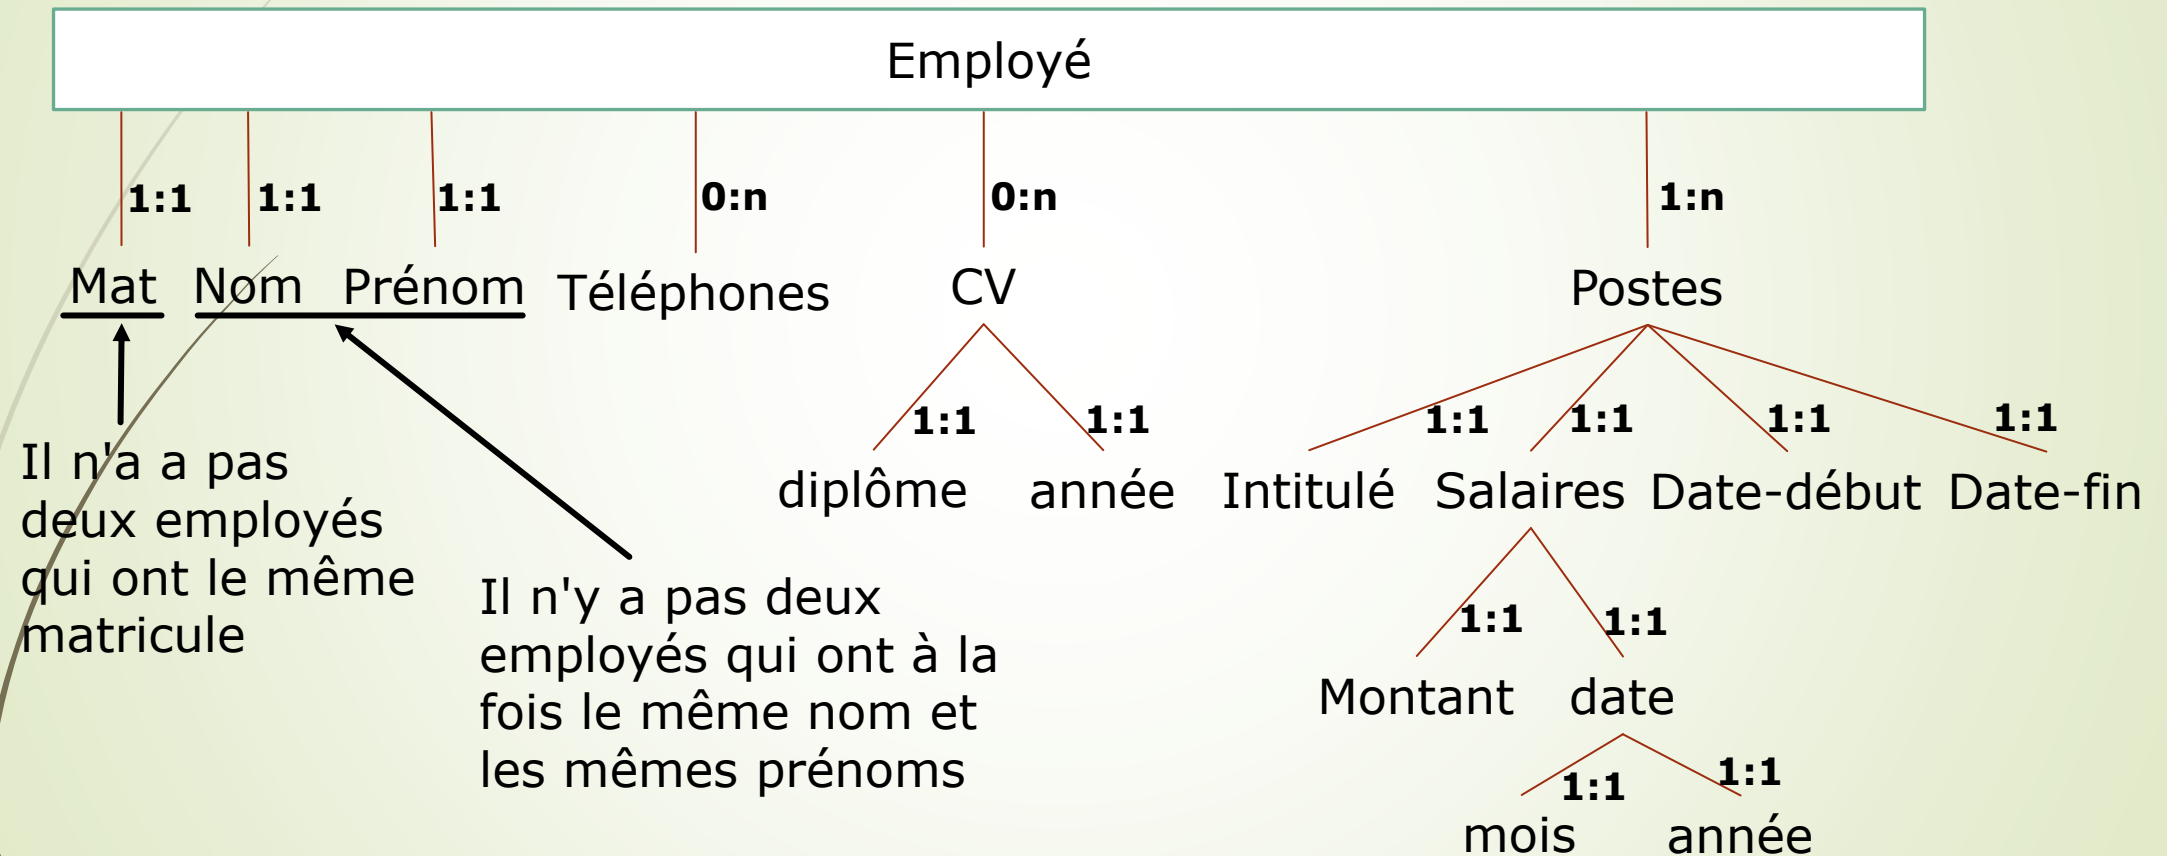 Employé
1:1 1:1 1:1 0:n 0:n 1:n
Mat Nom Prénom Téléphones CV Postes
1:1 1:1 1:1 1:1 1:1 1:1
diplôme année Intitulé Salaires Date-début Date-fin
Il n'a a pas
deux employés
qui ont le même
matricule
Il n'y a pas deux
employés qui ont à la
fois le même nom et
les mêmes prénoms
1:1 1:1
Montant date
1:1 1:1
mois année